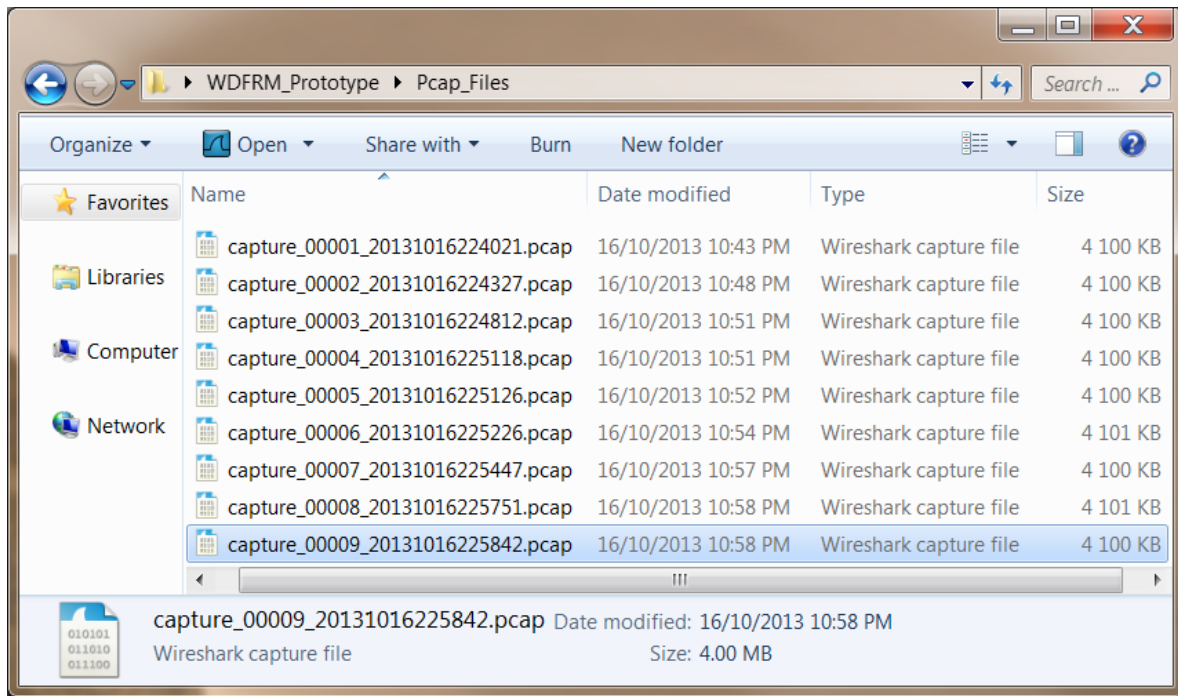 WDFRM_Prototype Pcap_Files Search ...
Organize Open Share with Burn New folder
Favorites
Libraries
Computer
Network
Name Date modified Type Size
capture_00001_20131016224021.pcap 16/10/2013 10:43 PM Wireshark capture file 4 100 KB
capture_00002_20131016224327.pcap 16/10/2013 10:48 PM Wireshark capture file 4 100 KB
capture_00003_20131016224812.pcap 16/10/2013 10:51 PM Wireshark capture file 4 100 KB
capture_00004_20131016225118.pcap 16/10/2013 10:51 PM Wireshark capture file 4 100 KB
capture_00005_20131016225126.pcap 16/10/2013 10:52 PM Wireshark capture file 4 100 KB
capture_00006_20131016225226.pcap 16/10/2013 10:54 PM Wireshark capture file 4 101 KB
capture_00007_20131016225447.pcap 16/10/2013 10:57 PM Wireshark capture file 4 100 KB
capture_00008_20131016225751.pcap 16/10/2013 10:58 PM Wireshark capture file 4 101 KB
capture_00009_20131016225842.pcap 16/10/2013 10:58 PM Wireshark capture file 4 100 KB
010101
011010
011100
capture_00009_20131016225842.pcap Date modified: 16/10/2013 10:58 PM
Wireshark capture file Size: 4.00 MB